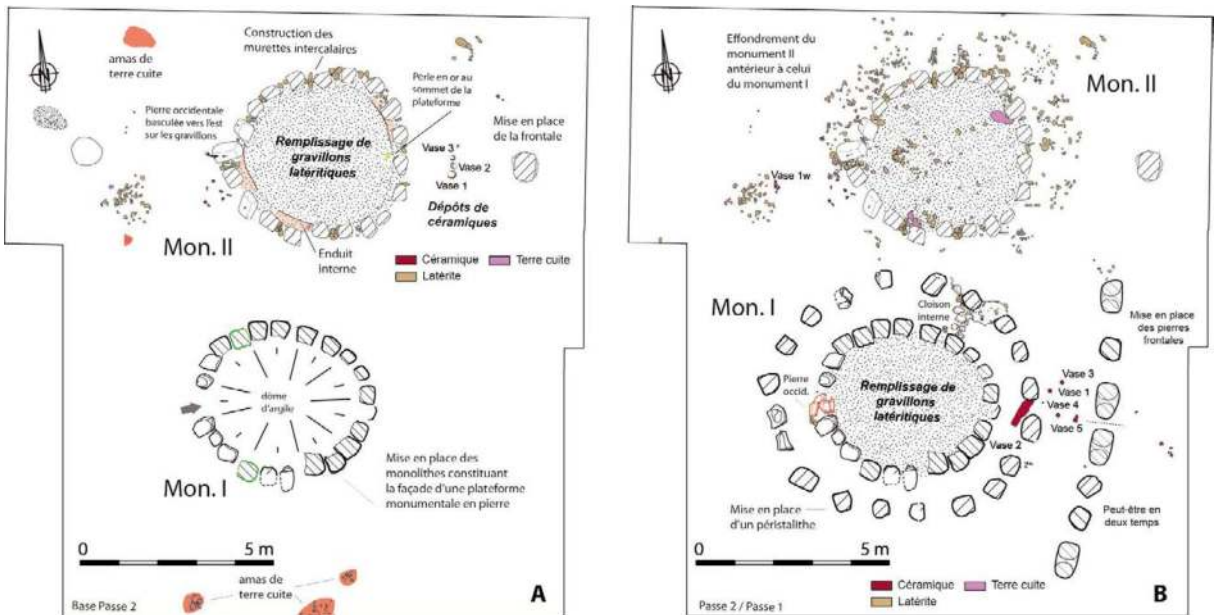 Construction des
murettes intercalaires
amas de
terre cuite
Perle en or au
sommet de la
plateforme
N
Pierre occidentale
basculée vers l'est
sur les gravillons
Mise en place
de la frontale
Remplissage de
gravillons
latéritiques
Vase 3
Vase 2
Vase 1
Dépôts de
céramiques
Mon. II
Enduit
interne
Céramique
Terre cuite
Latérite
dôme
d'argile
Mon. I
Mise en place des
monolithes constituant
la façade d'une plateforme
monumentale en pierre
0 5 m
amas de
terre cuite
Base Passe 2
A
N
Effondrement du
monument II
antérieur à celui
du monument I
Mon. II
Vase 1w
Mon. I
Cloison
interne
Mise en place
des pierres
frontales
Pierre
occid.
Remplissage de
gravillons
latéritiques
Vase 3
Vase 1
Vase 4
Vase 5
Vase 2
Mise en place
d'un péristalithe
Peut-être en
deux temps
0 5 m
Céramique
Terre cuite
Latérite
Passe 2 / Passe 1
B